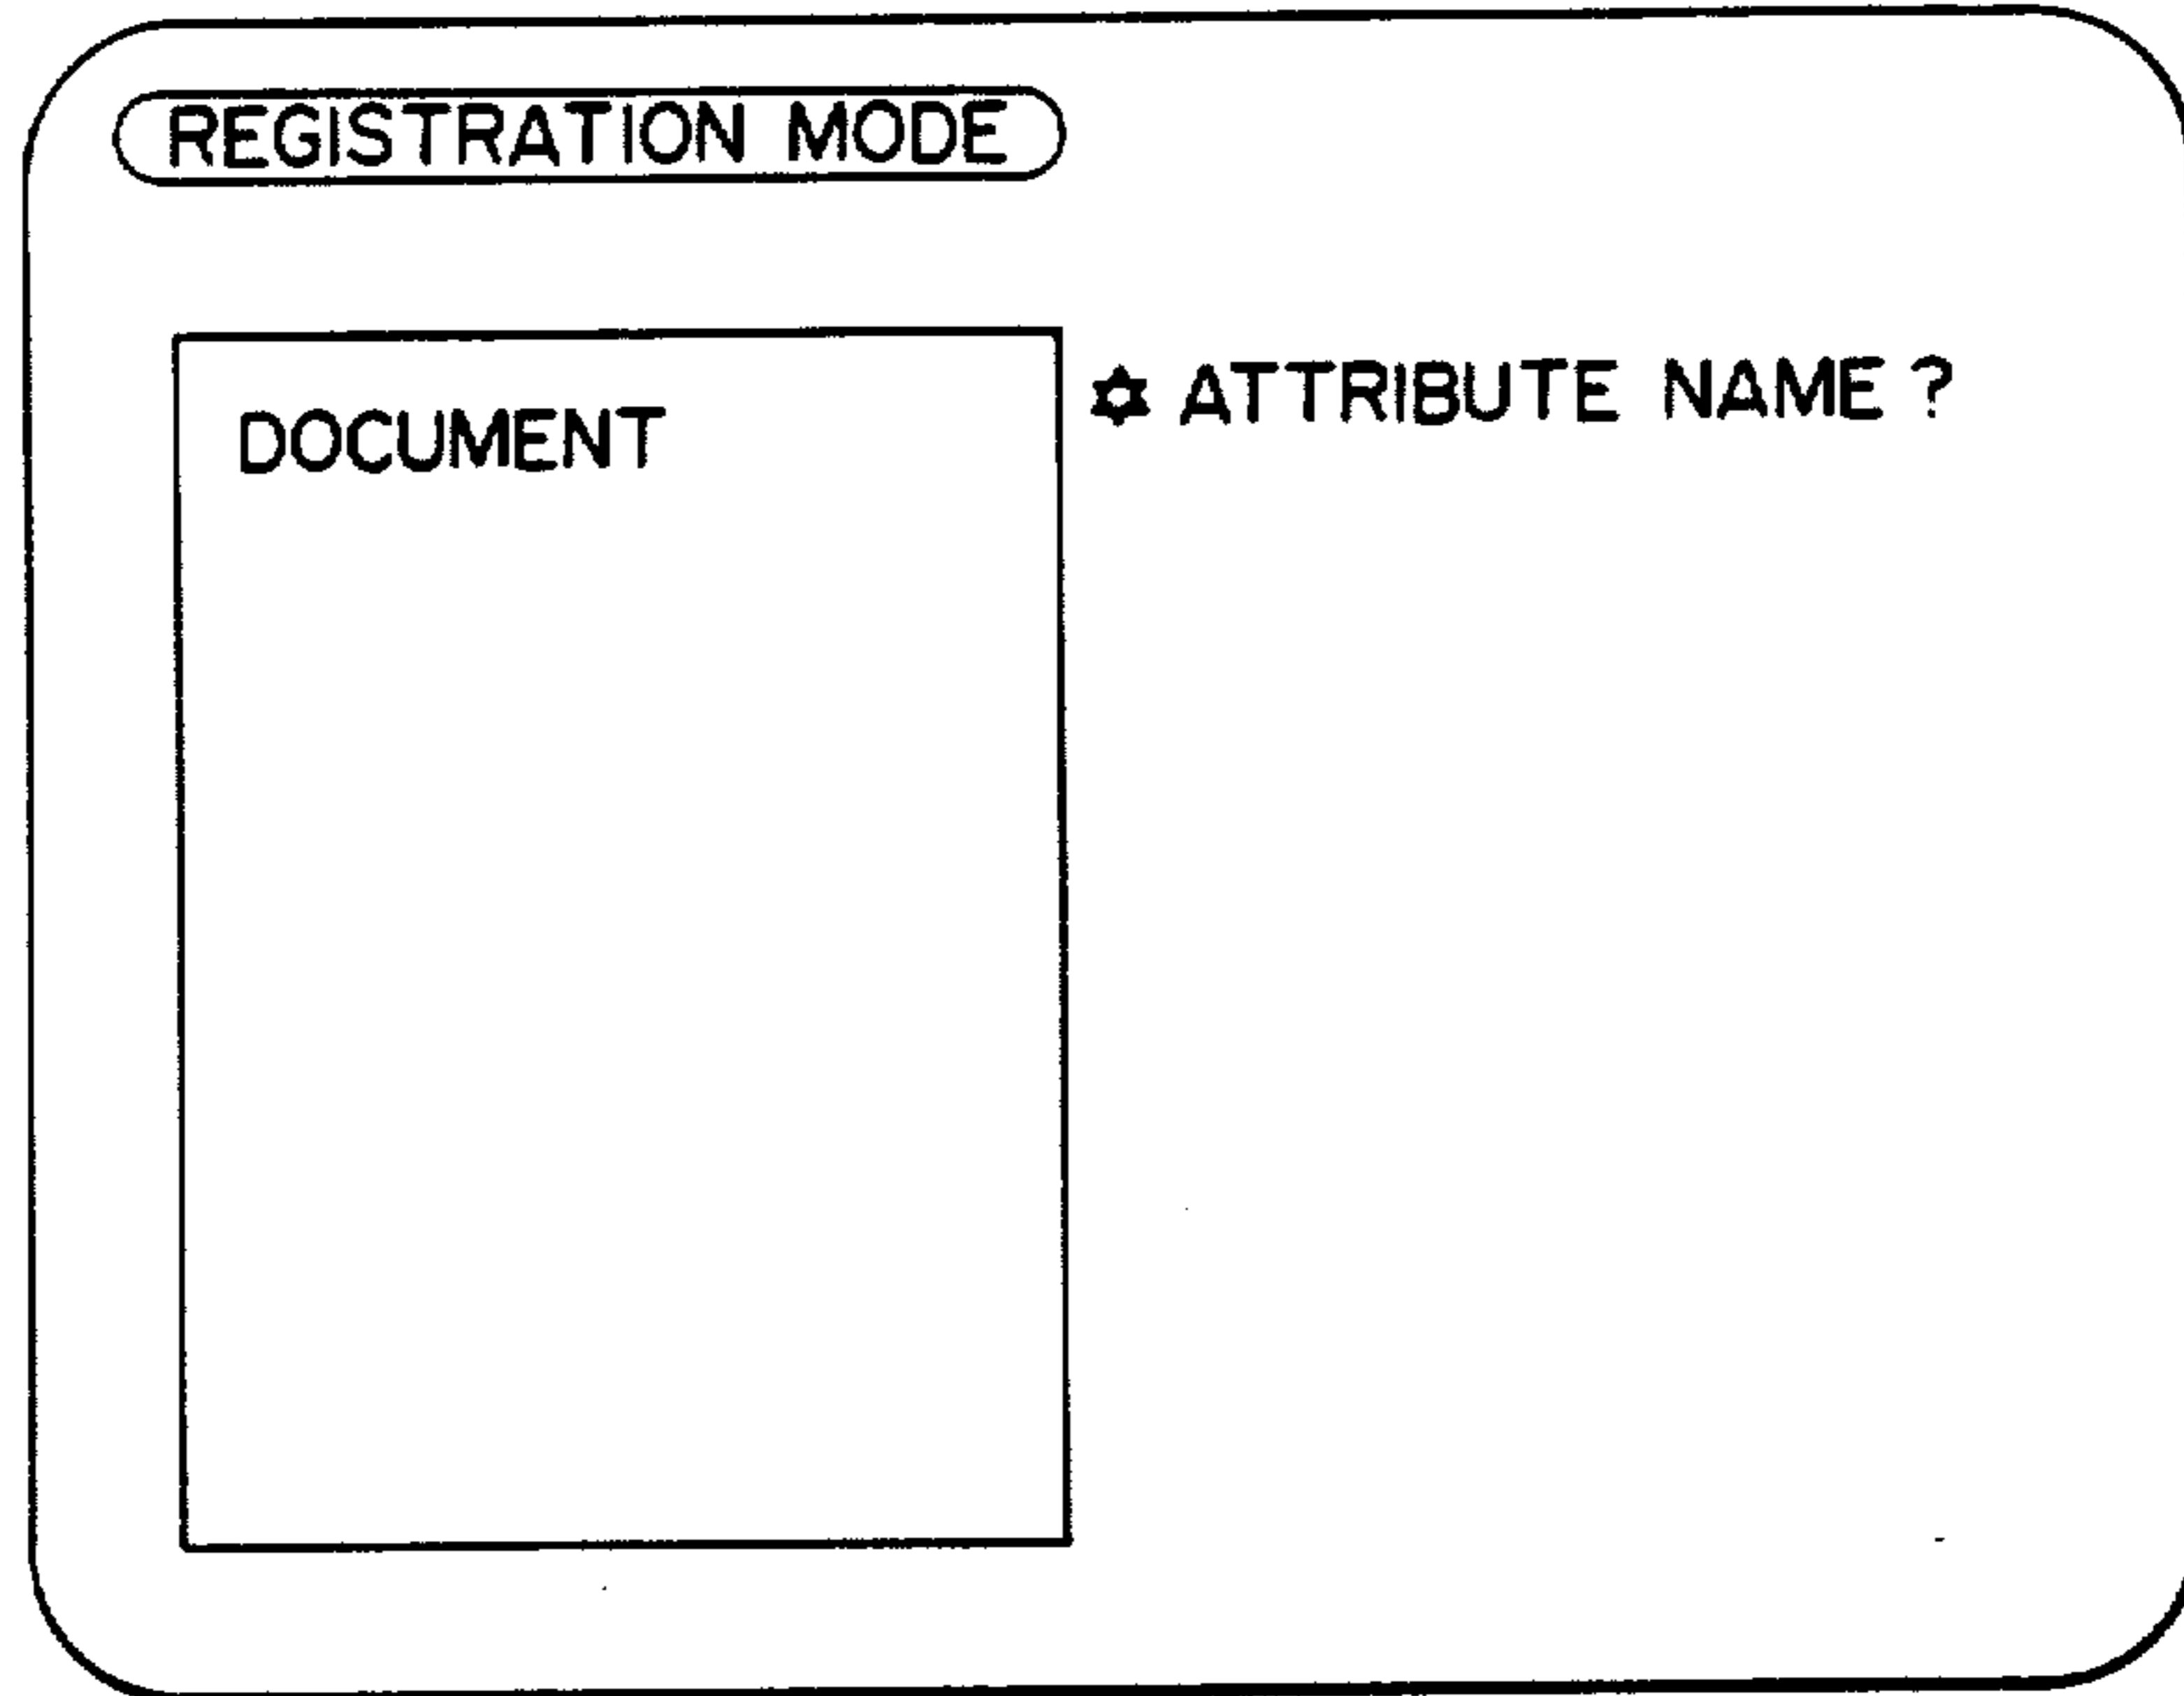 REGISTRATION MODE
✡ ATTRIBUTE NAME ?
DOCUMENT